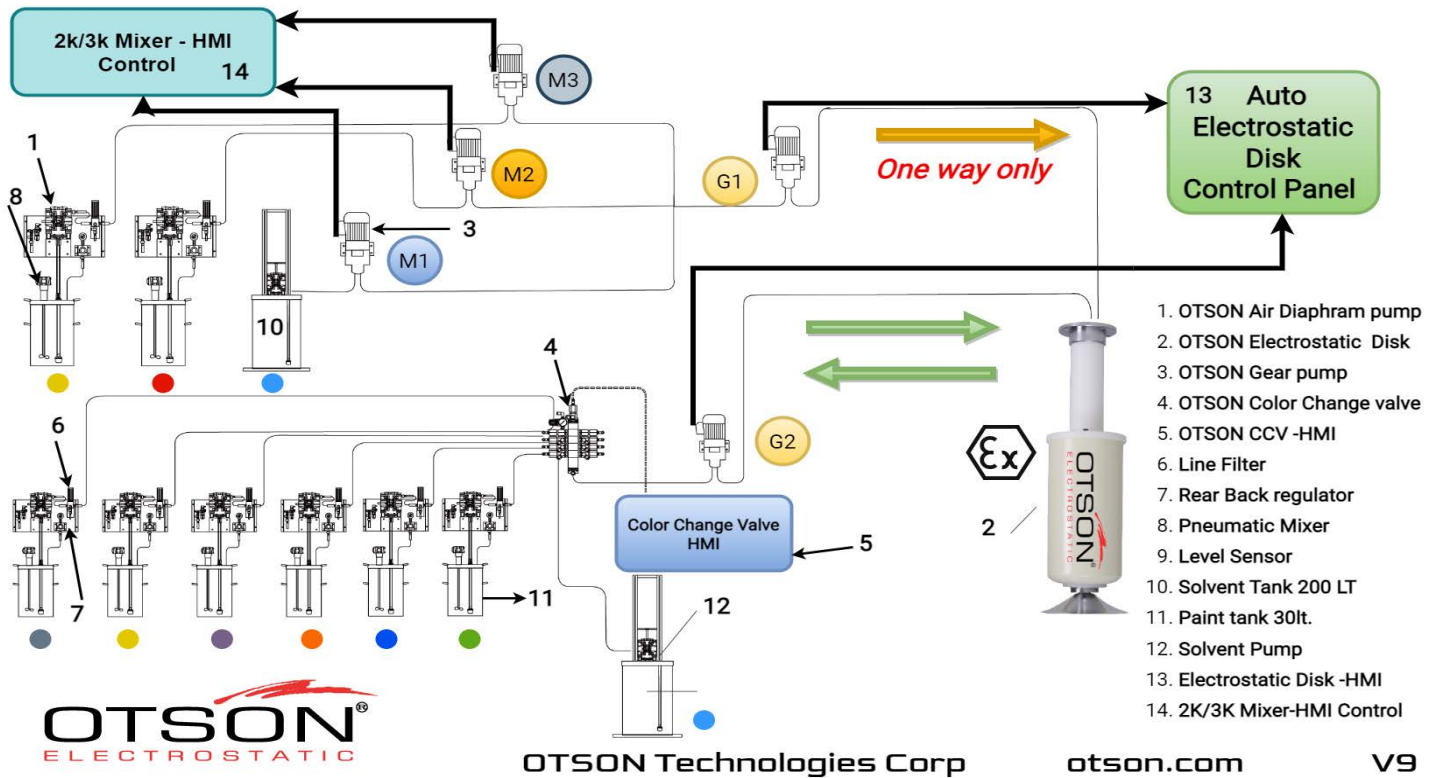 2k/3k Mixer - HMI
Control 14
M3
M2
M1
3
1
8
10
G1
One way only
13 Auto
Electrostatic
Disk
Control Panel
4
6
7
11
G2
Color Change Valve
HMI
5
12
Ex
2
OTSON®
ELECTROSTATIC
1. OTSON Air Diaphram pump
2. OTSON Electrostatic Disk
3. OTSON Gear pump
4. OTSON Color Change valve
5. OTSON CCV -HMI
6. Line Filter
7. Rear Back regulator
8. Pneumatic Mixer
9. Level Sensor
10. Solvent Tank 200 LT
11. Paint tank 30lt.
12. Solvent Pump
13. Electrostatic Disk -HMI
14. 2K/3K Mixer-HMI Control
OTSON®
ELECTROSTATIC
OTSON Technologies Corp otson.com V9